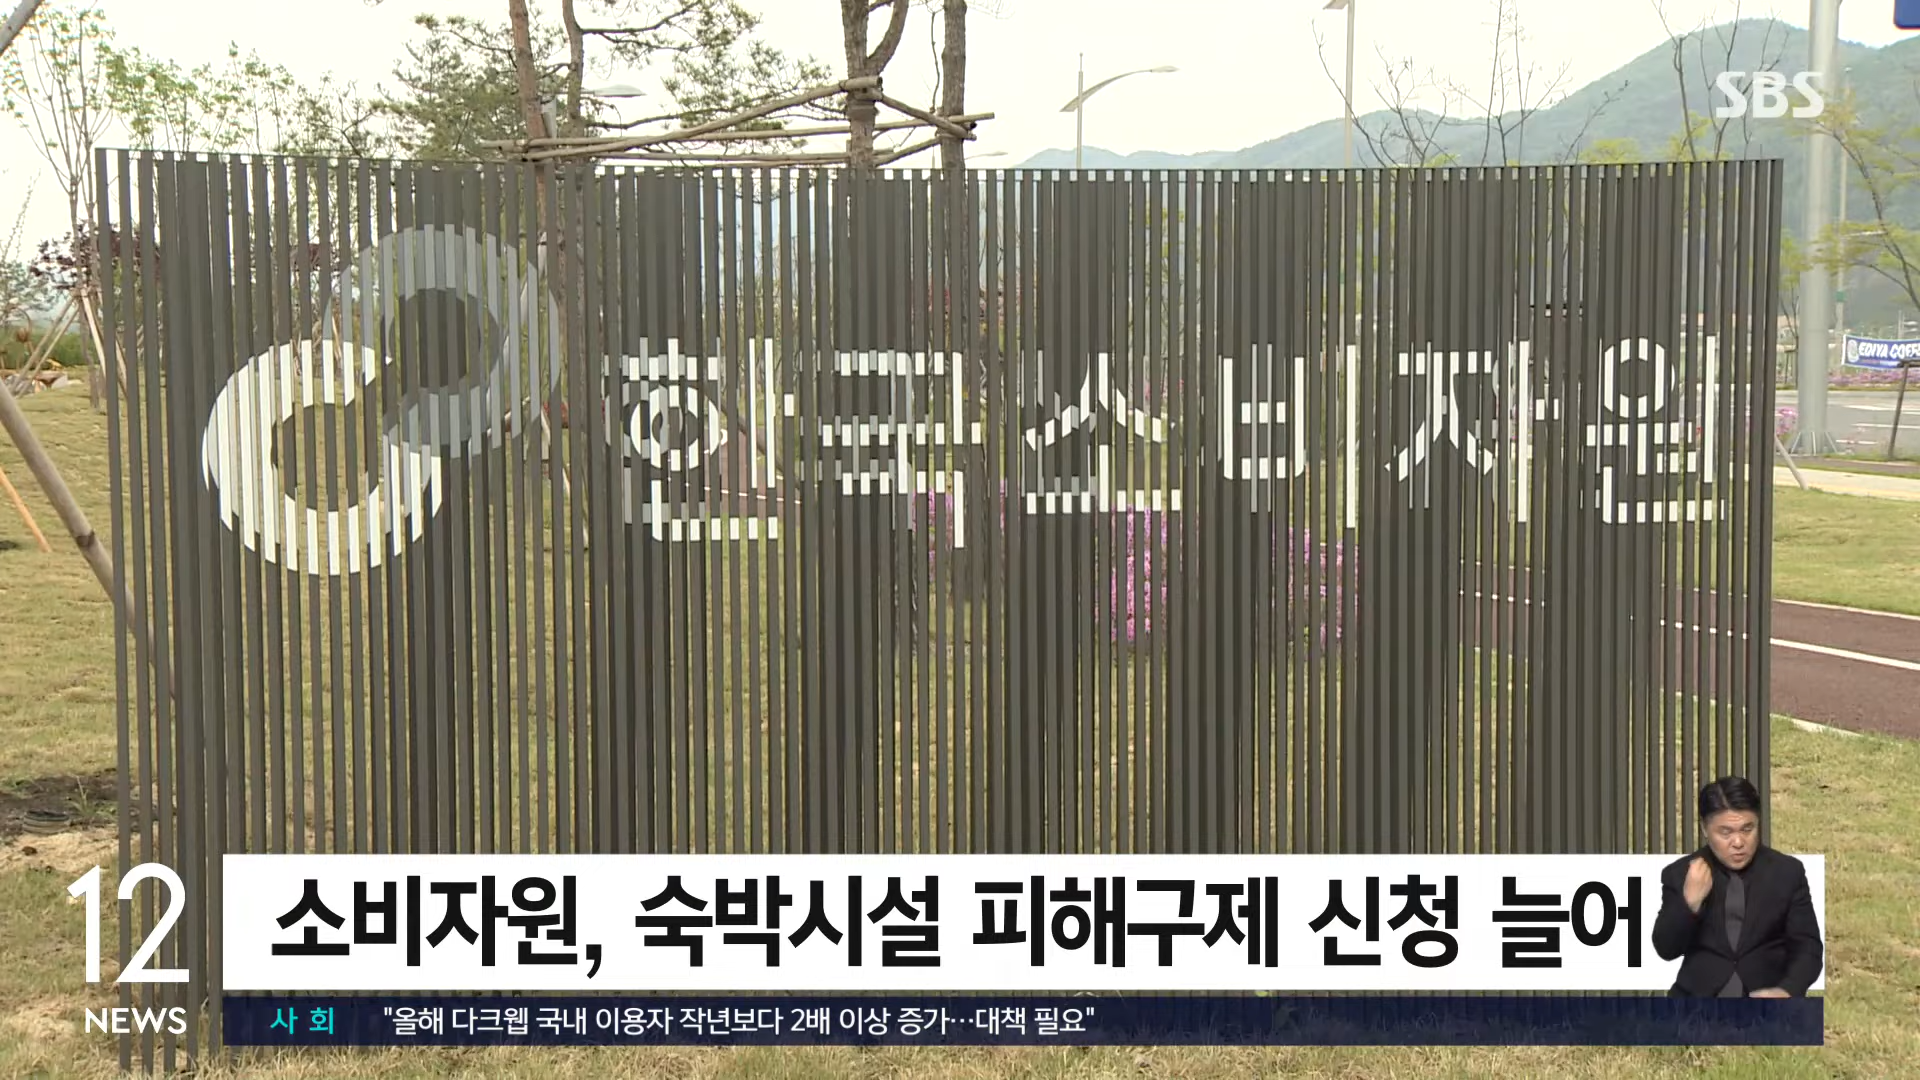 SBS
EDIYA COFFE
한국소비자원
12
NEWS
소비자원, 숙박시설 피해구제 신청 늘어
사회 "올해 다크웹 국내 이용자 작년보다 2배 이상 증가…대책 필요"